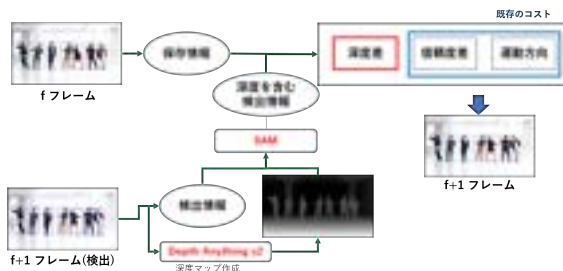 既存のコスト
深度差
信頼度差
運動方向
保存情報
f フレーム
深度を含む
検出情報
SAM
f+1 フレーム
検出情報
f+1 フレーム(検出)
Depth Anything v2
深度マップ作成